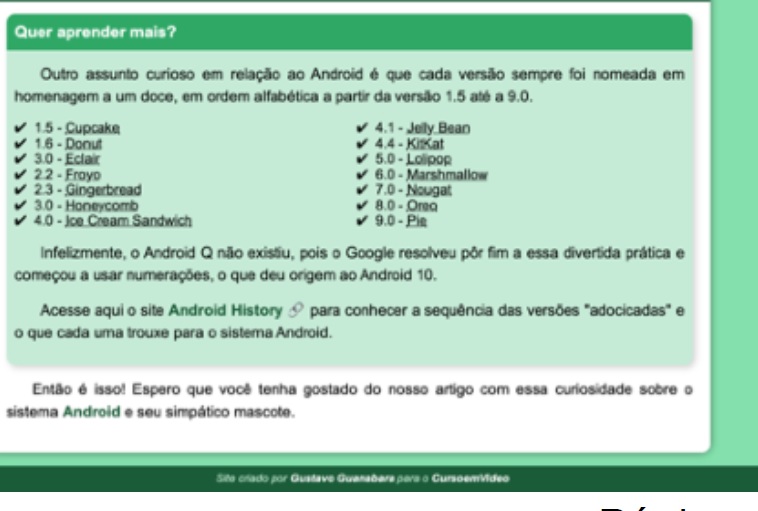 Quer aprender mais?
Outro assunto curioso em relação ao Android é que cada versão sempre foi nomeada em
homenagem a um doce, em ordem alfabética a partir da versão 1.5 até a 9.0.
✔ 1.5 - Cupcake
✔ 1.6 - Donut
✔ 3.0 - Eclair
✔ 2.2 - Froyo
✔ 2.3 - Gingerbread
✔ 3.0 - Honeycomb
✔ 4.0 - Ice Cream Sandwich
✔ 4.1 - Jelly Bean
✔ 4.4 - KitKat
✔ 5.0 - Lolipop
✔ 6.0 - Marshmallow
✔ 7.0 - Nougat
✔ 8.0 - Oreo
✔ 9.0 - Pie
Infelizmente, o Android Q não existiu, pois o Google resolveu pôr fim a essa divertida prática e
começou a usar numerações, o que deu origem ao Android 10.
Acesse aqui o site Android History 🔗 para conhecer a sequência das versões "adocicadas" e
o que cada uma trouxe para o sistema Android.
Então é isso! Espero que você tenha gostado do nosso artigo com essa curiosidade sobre o
sistema Android e seu simpático mascote.
Site criado por Gustavo Guanabara para o CursoemVideo